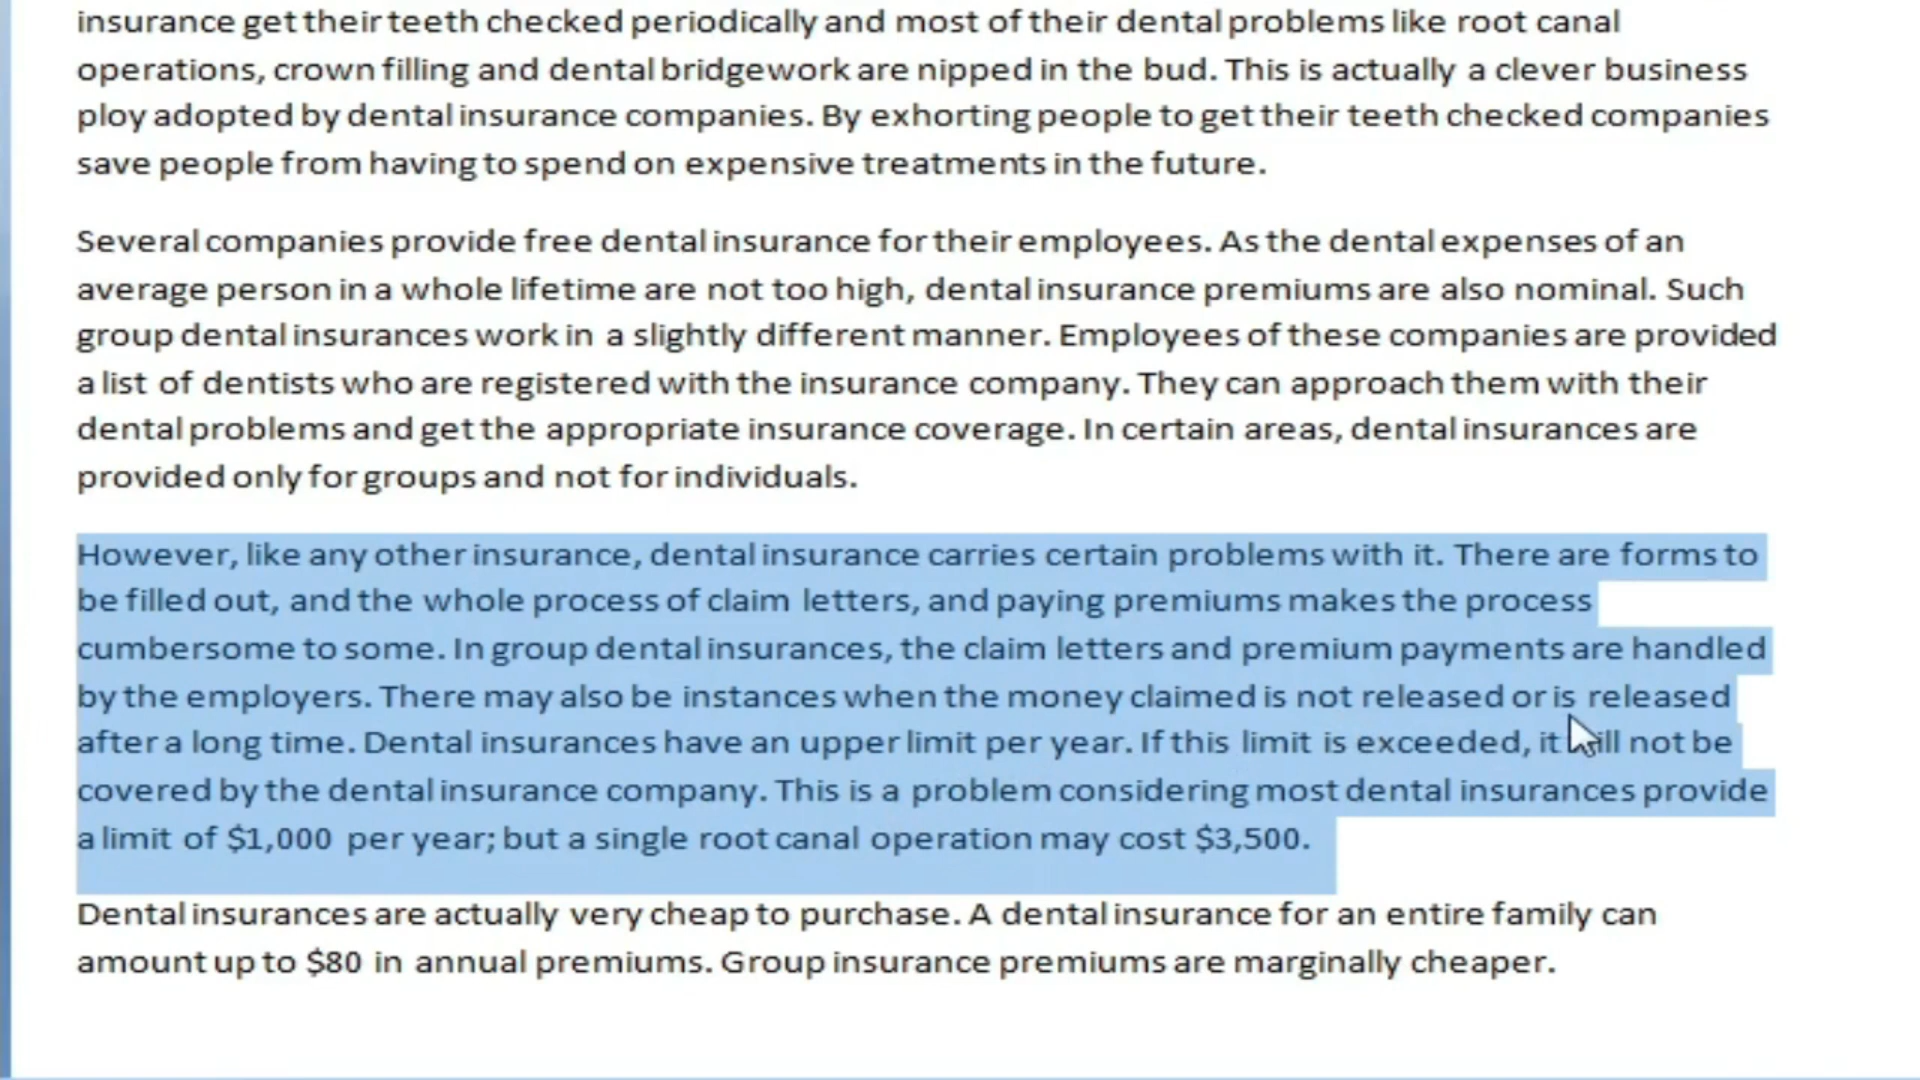 insurance get their teeth checked periodically and most of their dental problems like root canal
operations, crown filling and dental bridgework are nipped in the bud. This is actually a clever business
ploy adopted by dental insurance companies. By exhorting people to get their teeth checked companies
save people from having to spend on expensive treatments in the future.
Several companies provide free dental insurance for their employees. As the dental expenses of an
average person in a whole lifetime are not too high, dental insurance premiums are also nominal. Such
group dental insurances work in a slightly different manner. Employees of these companies are provided
a list of dentists who are registered with the insurance company. They can approach them with their
dental problems and get the appropriate insurance coverage. In certain areas, dental insurances are
provided only for groups and not for individuals.
However, like any other insurance, dental insurance carries certain problems with it. There are forms to
be filled out, and the whole process of claim letters, and paying premiums makes the process
cumbersome to some. In group dental insurances, the claim letters and premium payments are handled
by the employers. There may also be instances when the money claimed is not released or is released
after a long time. Dental insurances have an upper limit per year. If this limit is exceeded, it will not be
covered by the dental insurance company. This is a problem considering most dental insurances provide
a limit of $1,000 per year; but a single root canal operation may cost $3,500.
Dental insurances are actually very cheap to purchase. A dental insurance for an entire family can
amount up to $80 in annual premiums. Group insurance premiums are marginally cheaper.